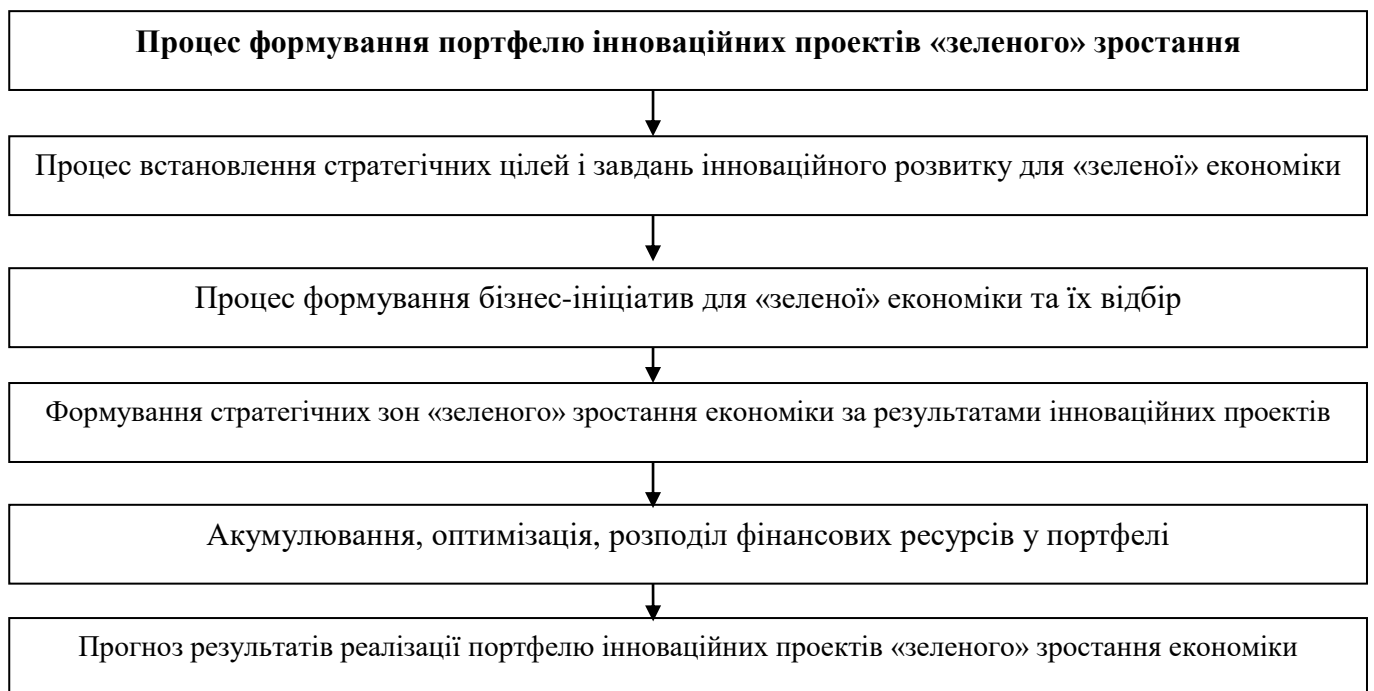 Процес формування портфелю інноваційних проектів «зеленого» зростання
Процес встановлення стратегічних цілей і завдань інноваційного розвитку для «зеленої» економіки
Процес формування бізнес-ініціатив для «зеленої» економіки та їх відбір
Формування стратегічних зон «зеленого» зростання економіки за результатами інноваційних проектів
Акумулювання, оптимізація, розподіл фінансових ресурсів у портфелі
Прогноз результатів реалізації портфелю інноваційних проектів «зеленого» зростання економіки